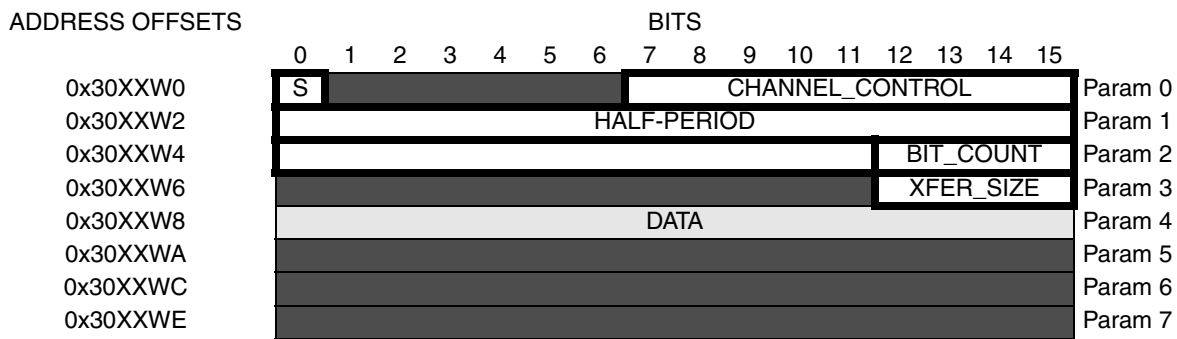 ADDRESS OFFSETS BITS
0 1 2 3 4 5 6 7 8 9 10 11 12 13 14 15
0x30XXW0 S CHANNEL_CONTROL Param 0
0x30XXW2 HALF-PERIOD Param 1
0x30XXW4 BIT_COUNT Param 2
0x30XXW6 XFER_SIZE Param 3
0x30XXW8 DATA Param 4
0x30XXWA Param 5
0x30XXWC Param 6
0x30XXWE Param 7